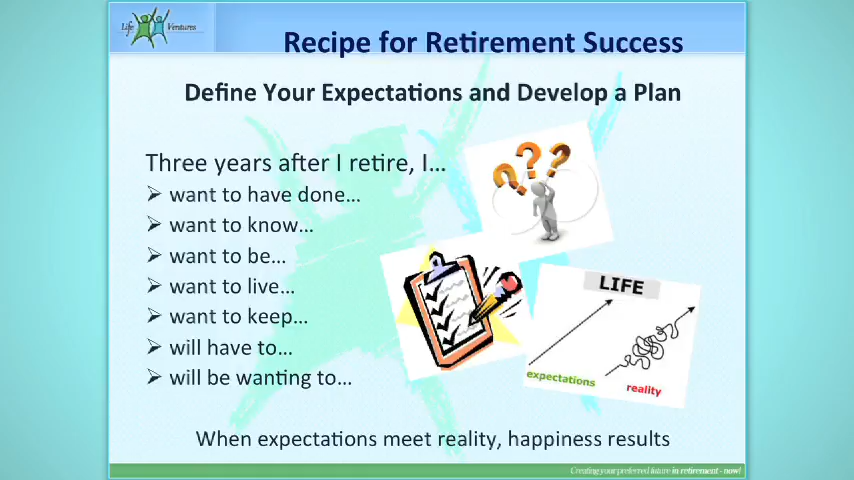 Life Ventures
Recipe for Retirement Success
Define Your Expectations and Develop a Plan
Three years after I retire, I…
➢ want to have done…
➢ want to know…
➢ want to be…
➢ want to live…
➢ want to keep…
➢ will have to…
➢ will be wanting to…
???
LIFE
expectations
reality
When expectations meet reality, happiness results
Creating your preferred future in retirement - now!